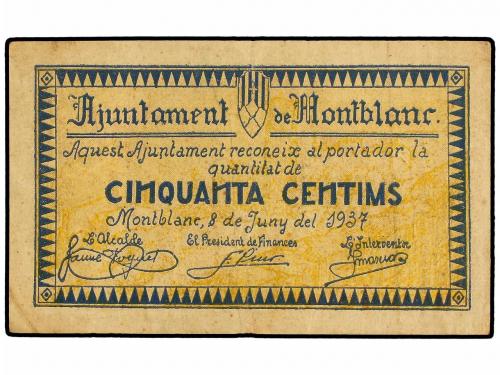 Ajuntament de Montblanc.
Aquest Ajuntament reconeix al portador la
quantitat de
CINQUANTA CENTIMS
Montblanc, 8 de Juny del 1937
L'Alcalde El President de Finances L'Interventor